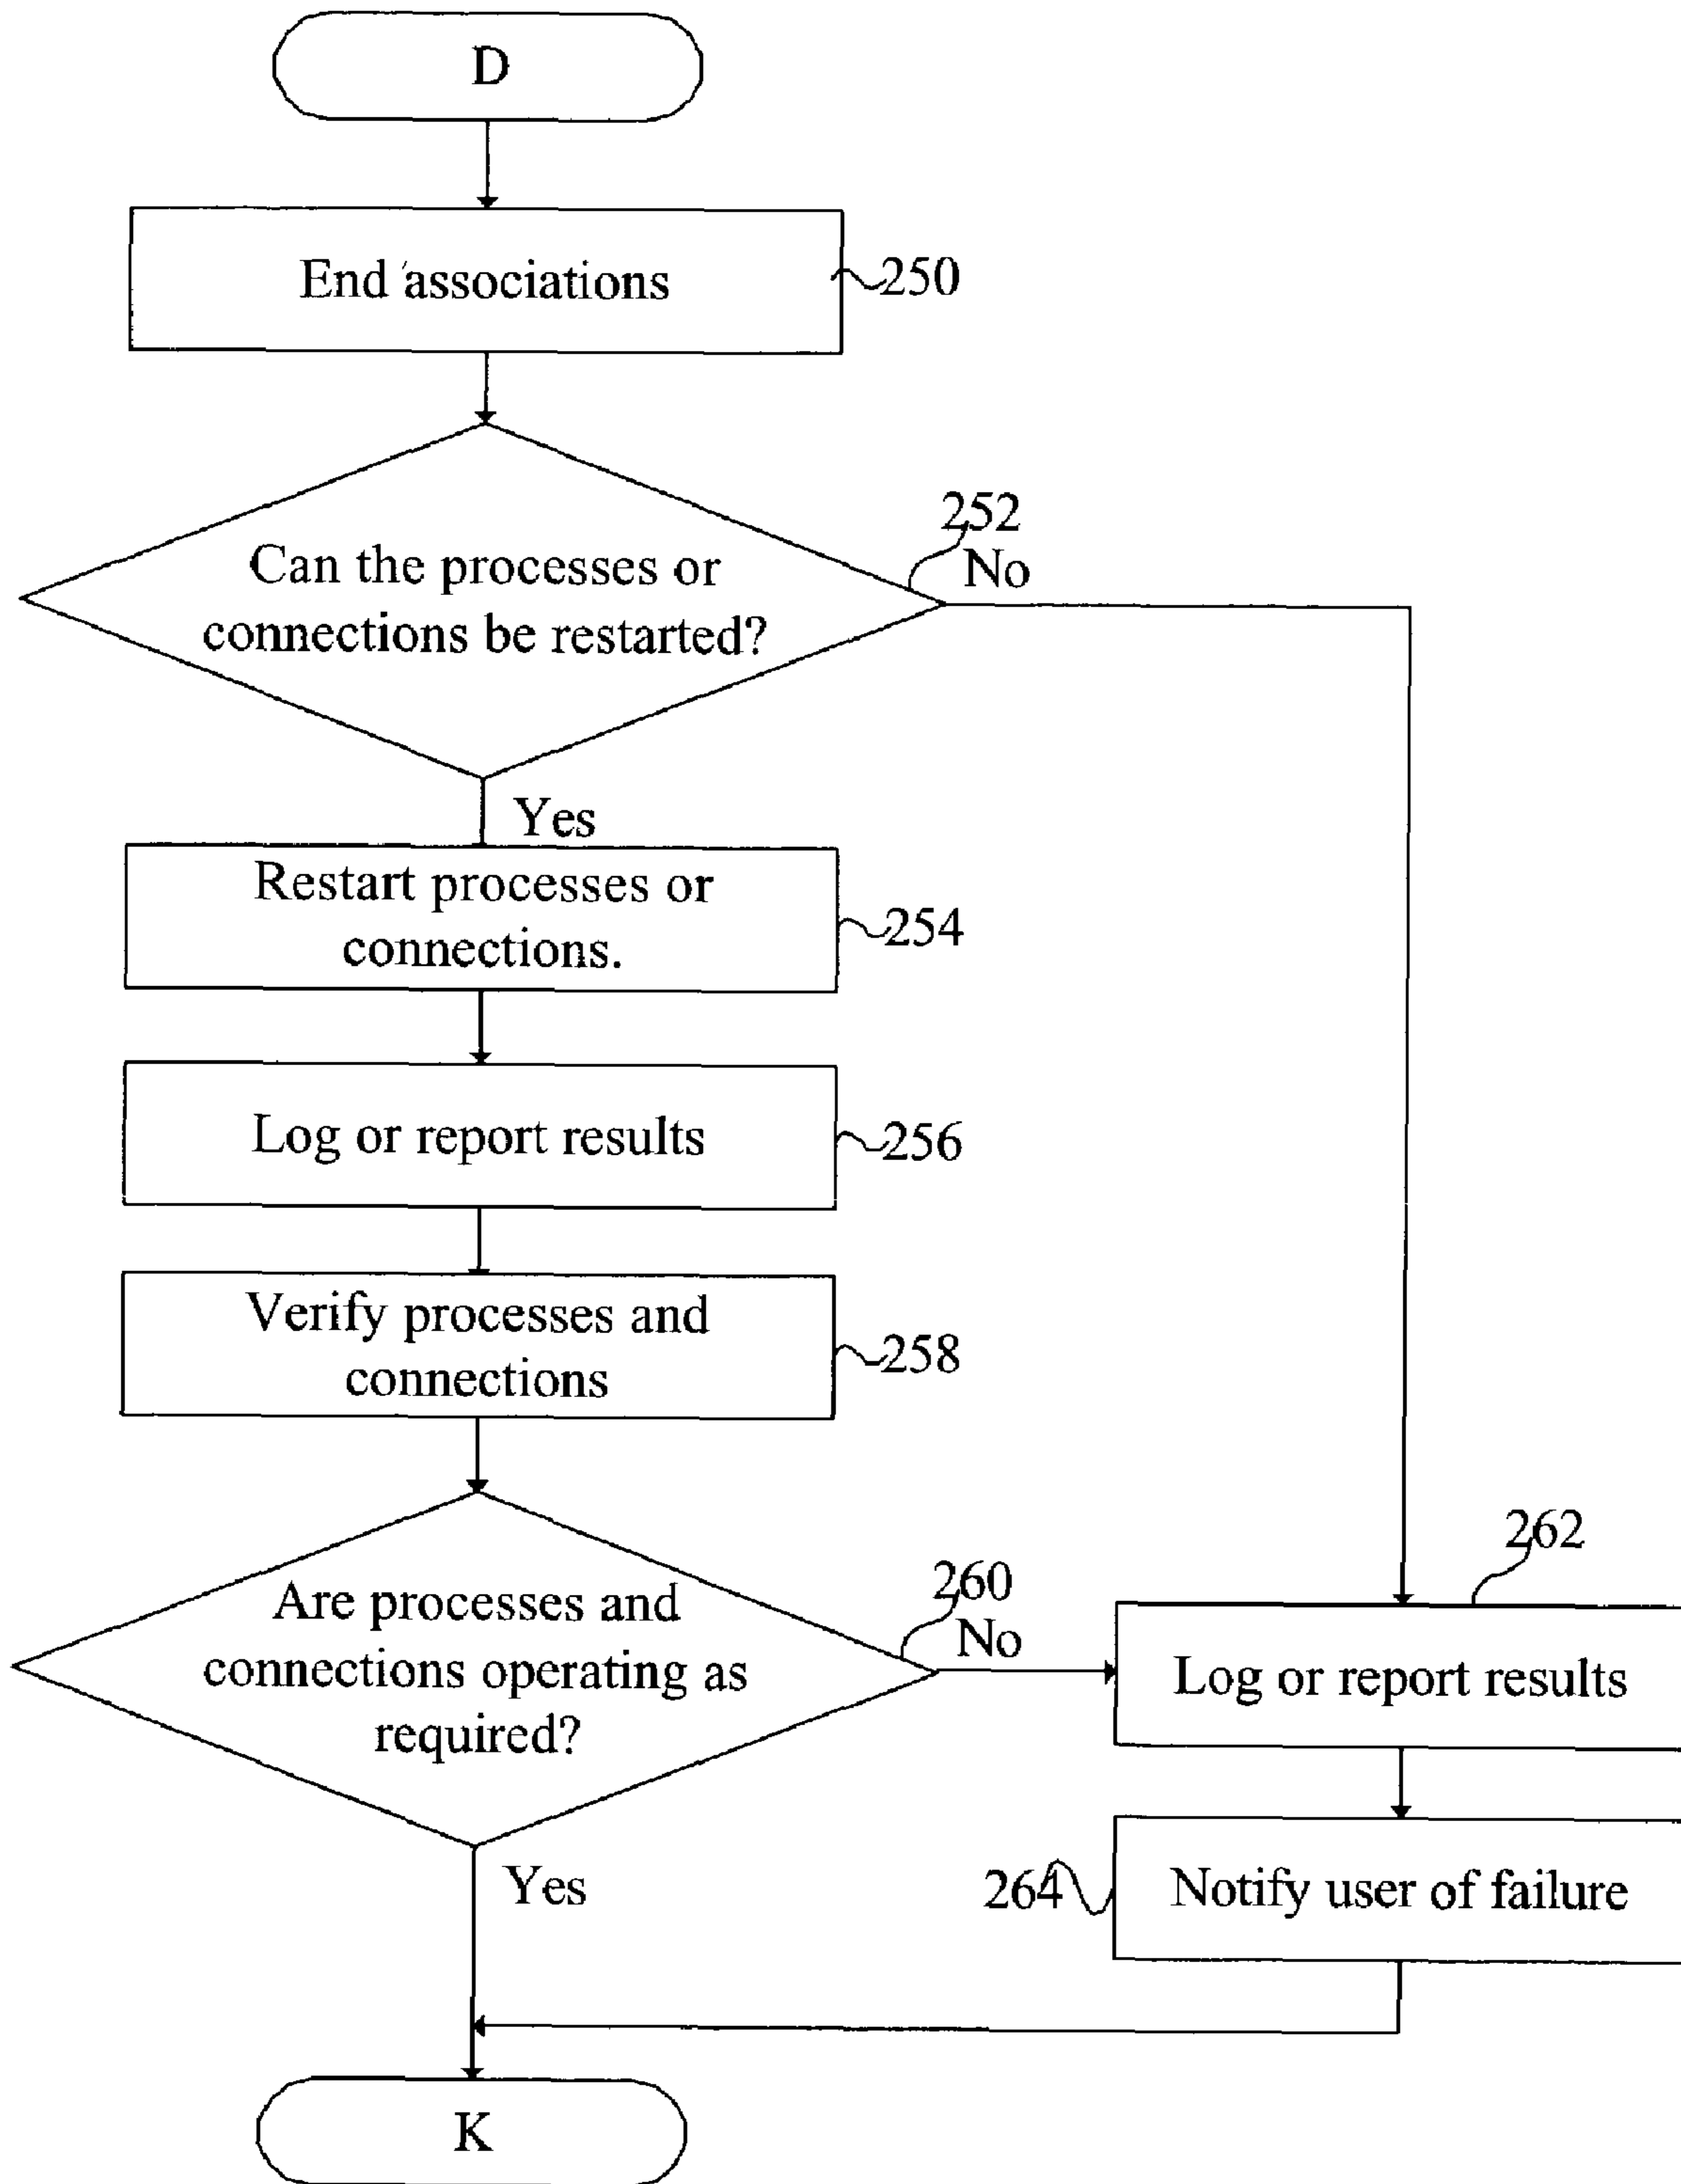 D
End associations
250
252
No
Can the processes or
connections be restarted?
Yes
Restart processes or
connections.
254
Log or report results
256
Verify processes and
connections
258
260
No
Are processes and
connections operating as
required?
262
Log or report results
Yes
264
Notify user of failure
K